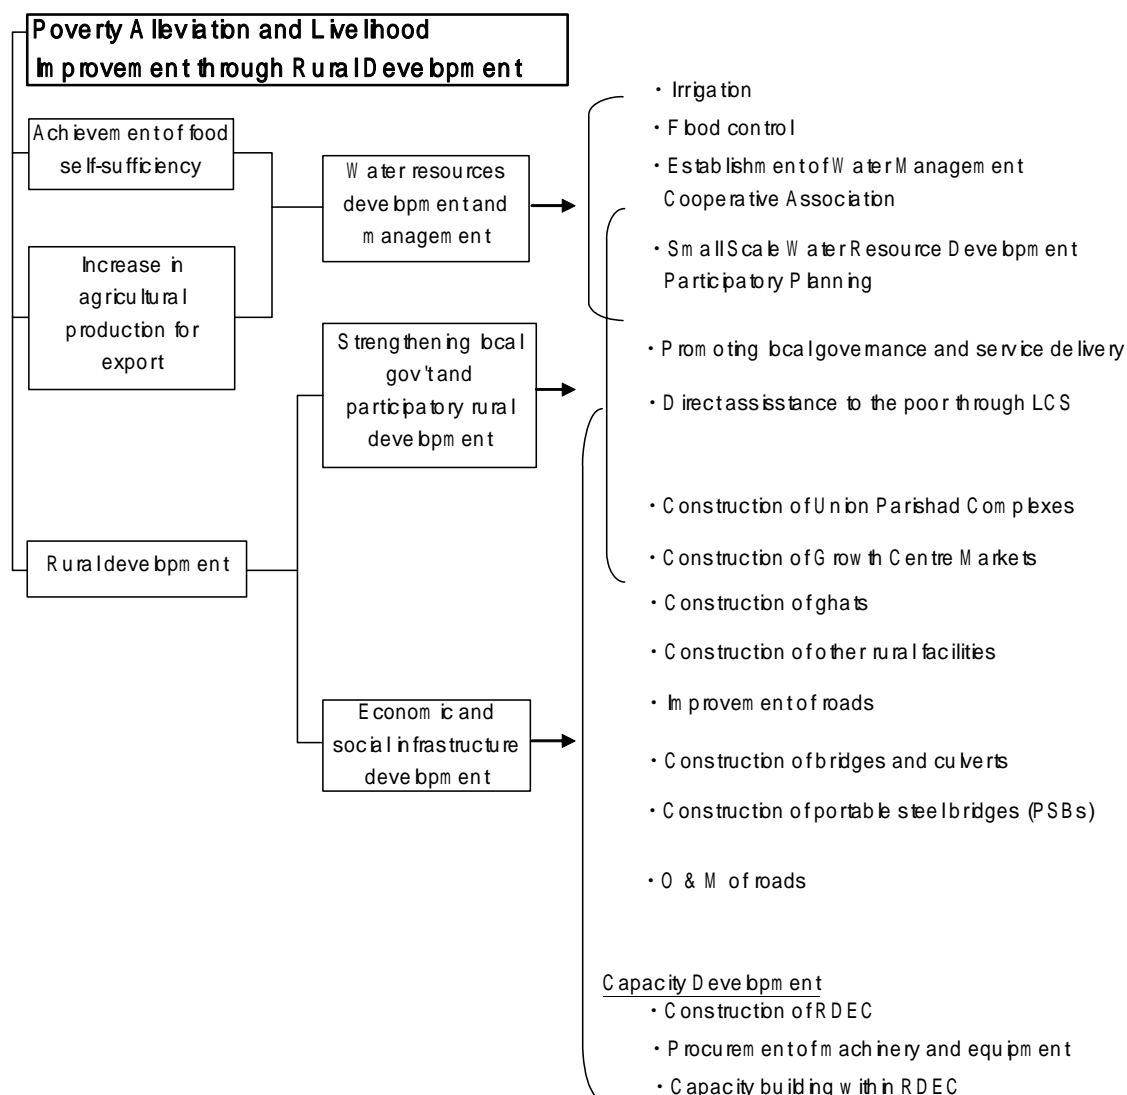 Poverty Alleviation and Livelihood
Improvement through Rural Development
Achievement of food
self-sufficiency
Increase in
agricultural
production for
export
Rural development
Water resources
development and
management
Strengthening local
gov't and
participatory rural
development
Economic and
social infrastructure
development
・Irrigation
・Flood control
・Establishment of Water Management
Cooperative Association
・Small Scale Water Resource Development
Participatory Planning
・Promoting local governance and service delivery
・Direct assisstance to the poor through LCS
・Construction of Union Parishad Complexes
・Construction of Growth Centre Markets
・Construction of ghats
・Construction of other rural facilities
・Improvement of roads
・Construction of bridges and culverts
・Construction of portable steel bridges (PSBs)
・O & M of roads
Capacity Development
・Construction of RDEC
・Procurement of machinery and equipment
・Capacity building within RDEC